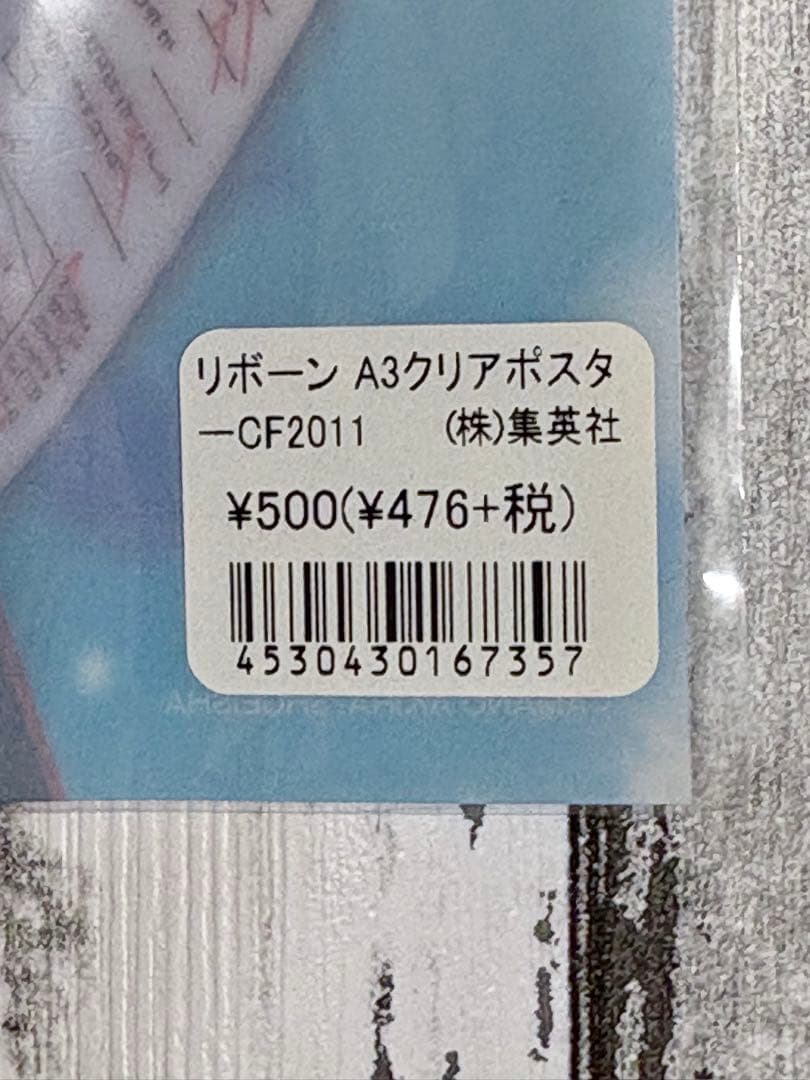 リボーン A3クリアポスタ
ーCF2011 (株)集英社
¥500(¥476+税)
4530430167357